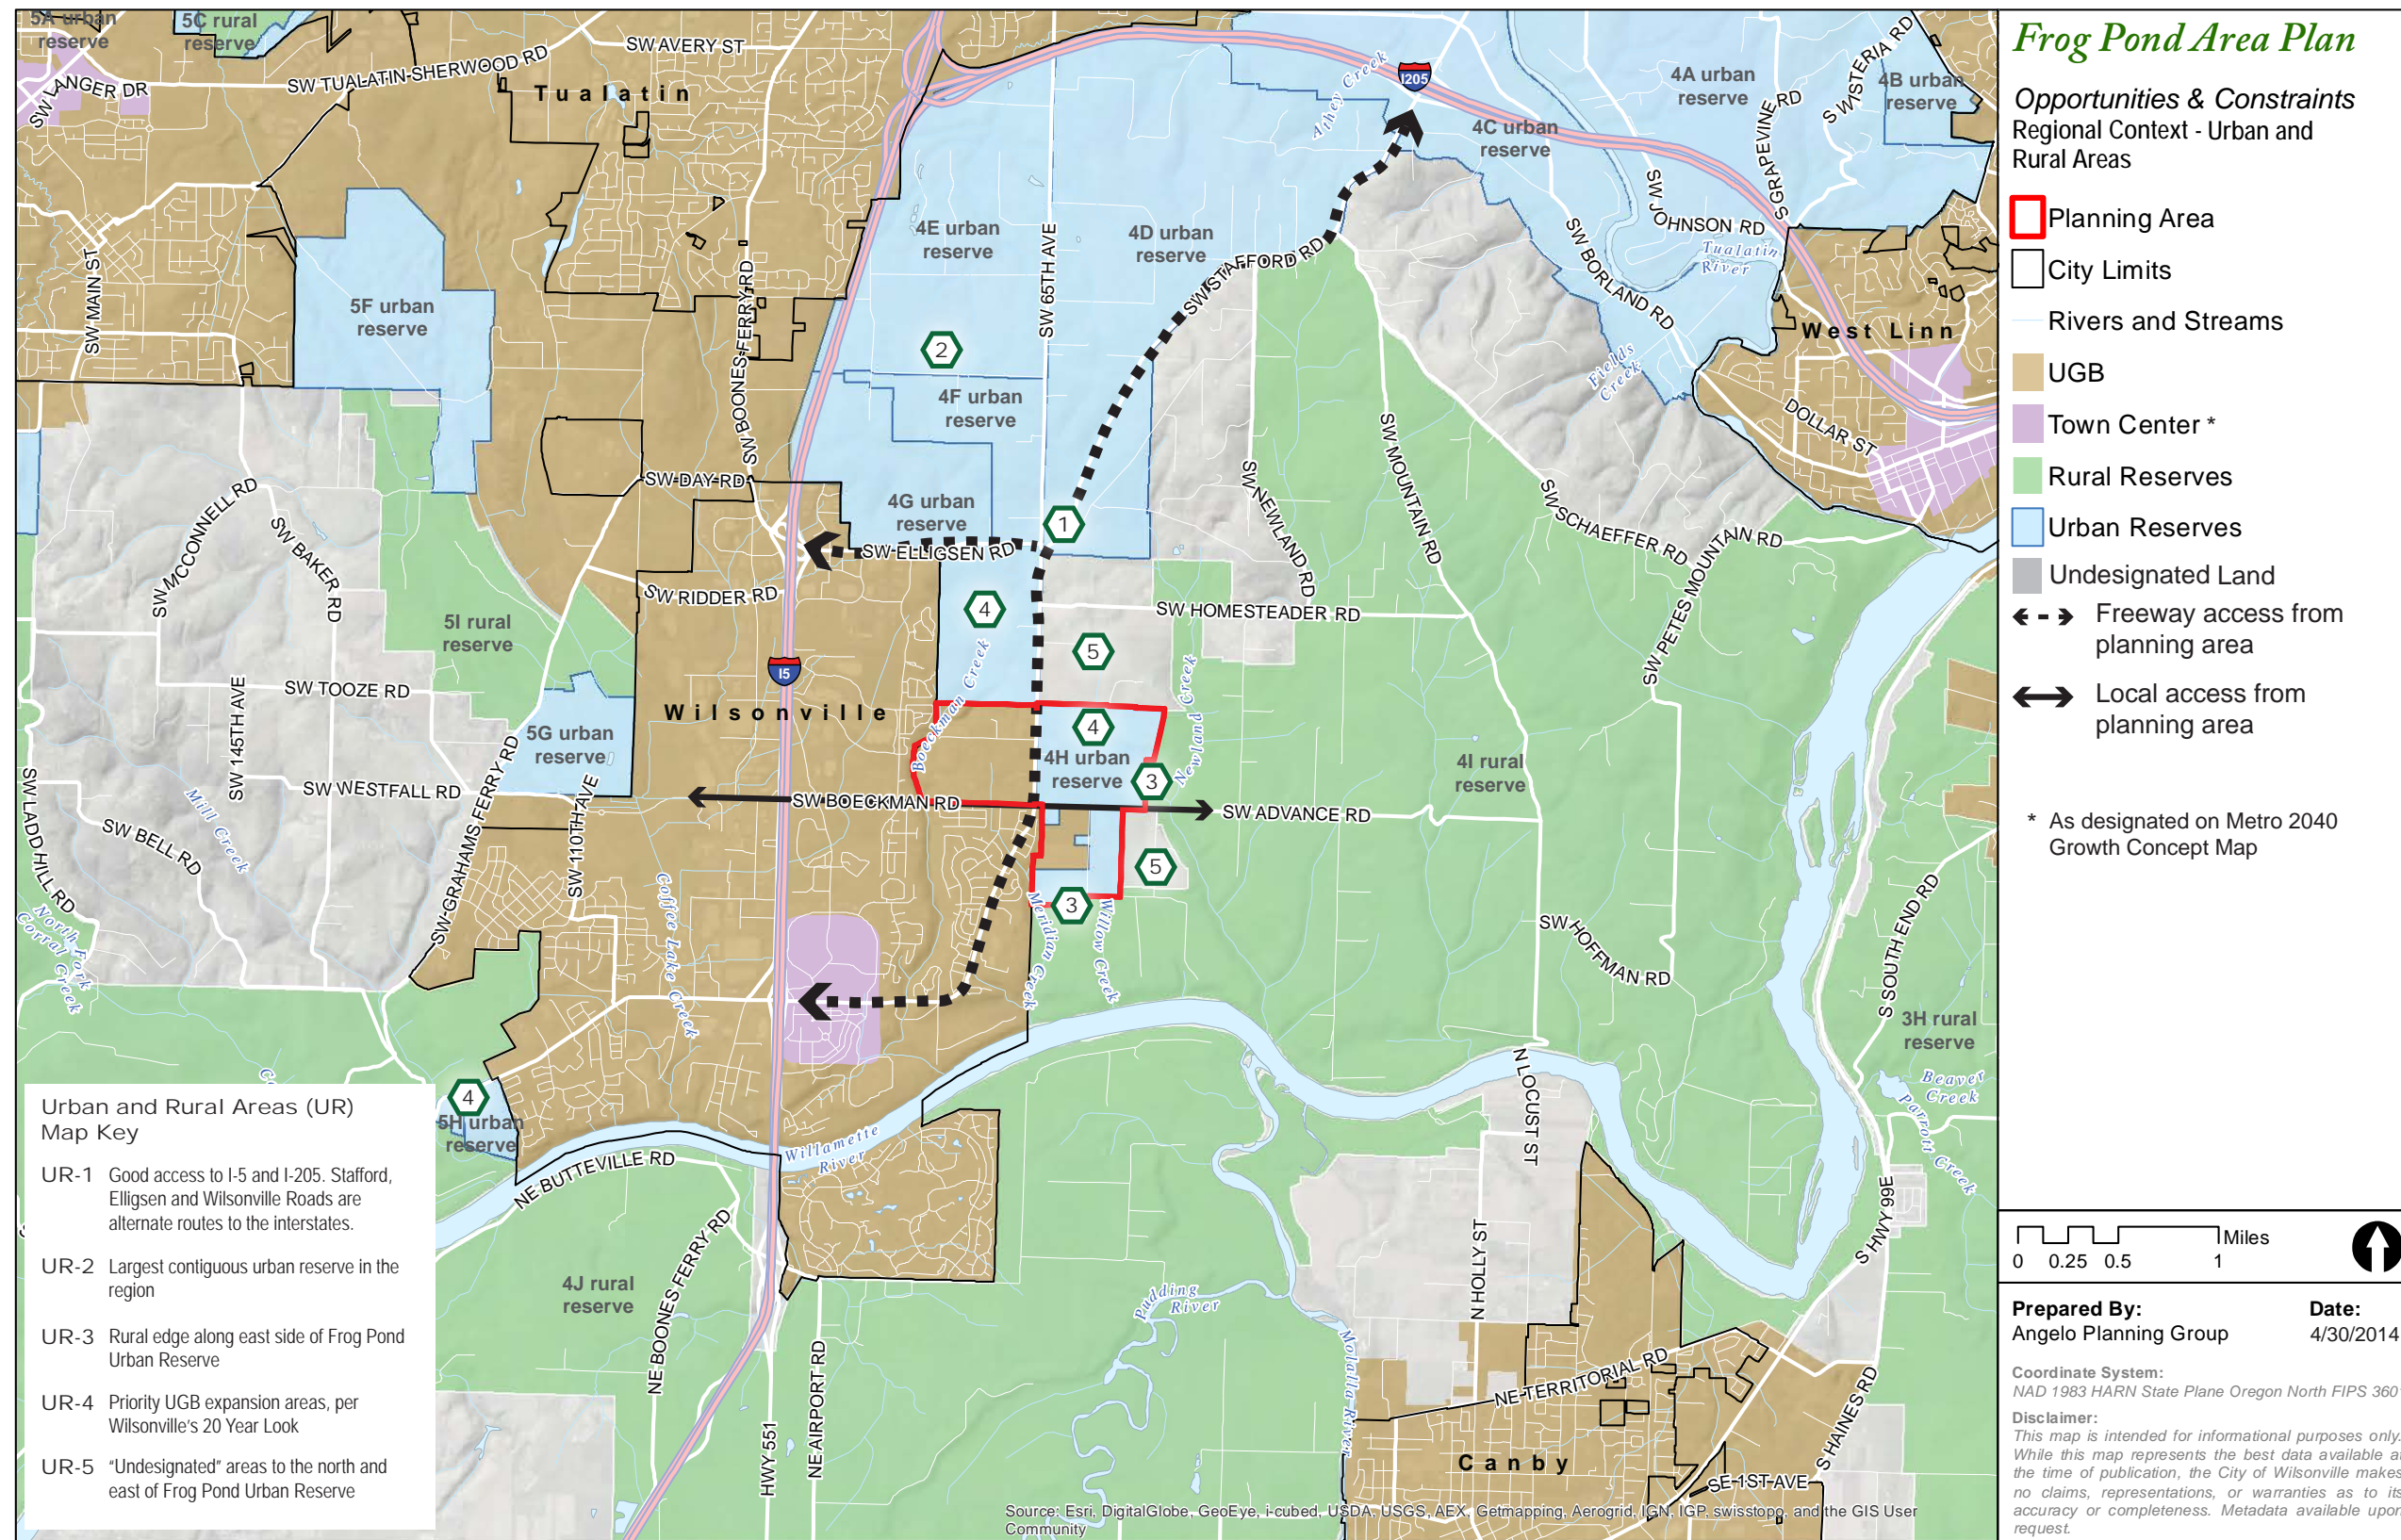 Frog Pond Area Plan
Opportunities & Constraints
Regional Context - Urban and
Rural Areas
Planning Area
City Limits
Rivers and Streams
UGB
Town Center *
Rural Reserves
Urban Reserves
Undesignated Land
Freeway access from
planning area
Local access from
planning area
* As designated on Metro 2040
Growth Concept Map
Miles
0 0.25 0.5 1
Prepared By:
Angelo Planning Group
Date:
4/30/2014
Coordinate System:
NAD 1983 HARN State Plane Oregon North FIPS 360
Disclaimer:
This map is intended for informational purposes only.
While this map represents the best data available at
the time of publication, the City of Wilsonville makes
no claims, representations, or warranties as to its
accuracy or completeness. Metadata available upon
request.
5A urban
reserve
5C rural
reserve
SW AVERY ST
SW TUALATIN-SHERWOOD RD
SW LANGER DR
Tualatin
I205
Athey Creek
4A urban
reserve
4B urban
reserve
S WISTERIA RD
S GRAPEVINE RD
4C urban
reserve
SW JOHNSON RD
Tualatin
River
SW BORLAND RD
West Linn
DOLLAR ST
Fields
Creek
4E urban
reserve
4D urban
reserve
SW 65TH AVE
SW STAFFORD RD
5F urban
reserve
SW MAIN ST
SW BOONES FERRY RD
2
4F urban
reserve
SW DAY RD
4G urban
reserve
1
SW ELLIGSEN RD
SW NEWLAND RD
SW MOUNTAIN RD
SW SCHAEFFER RD
SW PETES MOUNTAIN RD
SW MCCONNELL RD
SW BAKER RD
SW RIDDER RD
4
SW HOMESTEADER RD
5I rural
reserve
5
I5
SW TOOZE RD
SW 145TH AVE
Wilsonville
Boeckman Creek
Newland Creek
5G urban
reserve
4
4H urban
reserve
3
4I rural
reserve
SW WESTFALL RD
SW BOECKMAN RD
SW ADVANCE RD
SW LADD HILL RD
Mill Creek
SW BELL RD
SW GRAHAMS FERRY RD
SW 110TH AVE
5
3
Coffee Lake Creek
Meridian Creek
Willow Creek
North Fork
Corral Creek
SW HOFFMAN RD
S SOUTH END RD
3H rural
reserve
Beaver
Creek
Parrott Creek
4
5H urban
reserve
NE BUTTEVILLE RD
Willamette
River
N LOCUST ST
S HWY 99E
N HOLLY ST
4J rural
reserve
NE BOONES FERRY RD
Pudding
River
Molalla River
HWY 551
NE AIRPORT RD
NE TERRITORIAL RD
Canby
SE 1ST AVE
S HAINES RD
Urban and Rural Areas (UR)
Map Key
UR-1 Good access to I-5 and I-205. Stafford,
Elligsen and Wilsonville Roads are
alternate routes to the interstates.
UR-2 Largest contiguous urban reserve in the
region
UR-3 Rural edge along east side of Frog Pond
Urban Reserve
UR-4 Priority UGB expansion areas, per
Wilsonville's 20 Year Look
UR-5 "Undesignated" areas to the north and
east of Frog Pond Urban Reserve
Source: Esri, DigitalGlobe, GeoEye, i-cubed, USDA, USGS, AEX, Getmapping, Aerogrid, IGN, IGP, swisstopo, and the GIS User
Community